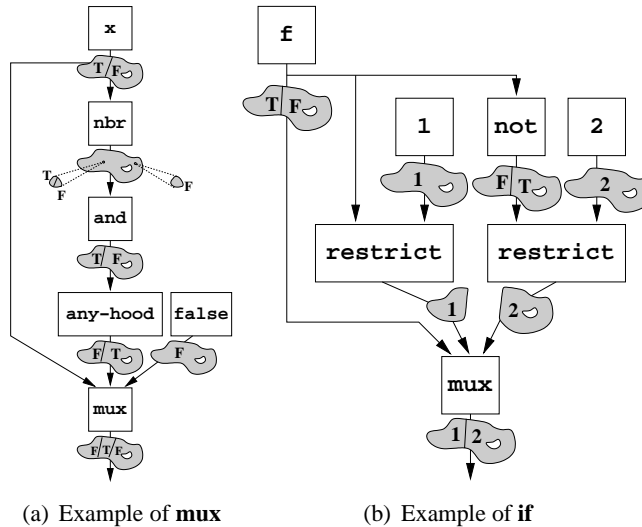 x
T F
nbr
T
F
F
and
T F
any-hood false
F T
F
mux
F T F
(a) Example of mux
f
T F
1 not 2
1
F T
2
restrict restrict
1
2
mux
1 2
(b) Example of if